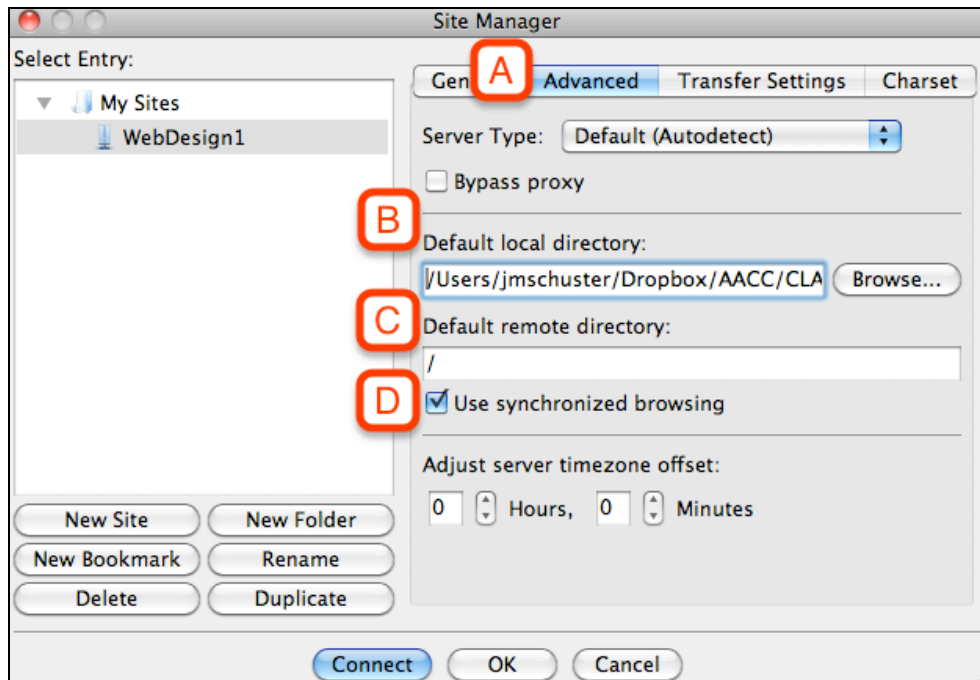 Site Manager
Select Entry:
My Sites
WebDesign1
A
Gen
Advanced
Transfer Settings
Charset
Server Type: Default (Autodetect)
Bypass proxy
B
Default local directory:
/Users/jmschuster/Dropbox/AACC/CLA
Browse...
C
Default remote directory:
/
D
Use synchronized browsing
Adjust server timezone offset:
0 Hours, 0 Minutes
New Site
New Folder
New Bookmark
Rename
Delete
Duplicate
Connect
OK
Cancel